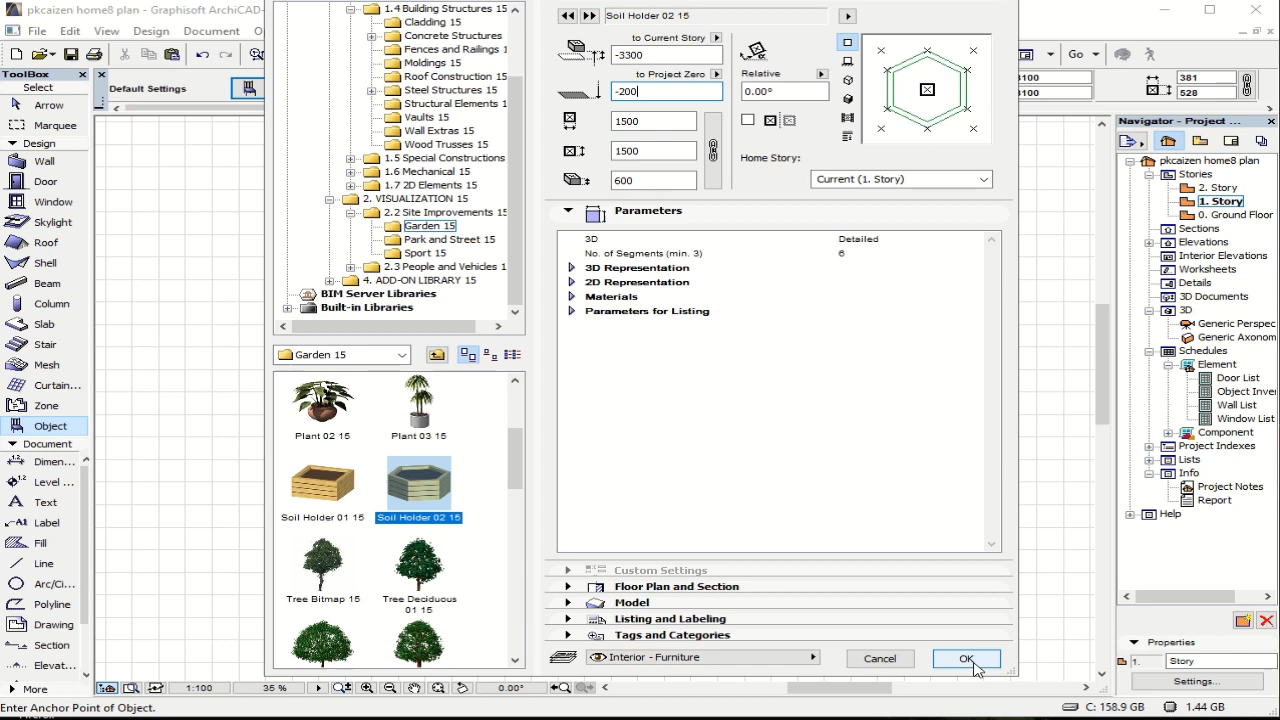 pkcaizen home8 plan - Graphisoft ArchiCAD-
File Edit View Design Document
Go
ToolBox
Select
Arrow
Marquee
Design
Wall
Door
Window
Skylight
Roof
Shell
Beam
Column
Slab
Stair
Mesh
Curtain...
Zone
Object
Document
Dimen...
Level ...
Text
Label
Fill
Line
Arc/Ci...
Polyline
Drawing
Section
Elevat...
More
Default Settings
1.4 Building Structures 15
Cladding 15
Concrete Structures
Fences and Railings 1
Moldings 15
Roof Construction 15
Steel Structures 15
Structural Elements 1
Vaults 15
Wall Extras 15
Wood Trusses 15
1.5 Special Constructions
1.6 Mechanical 15
1.7 2D Elements 15
2. VISUALIZATION 15
2.2 Site Improvements 15
Garden 15
Park and Street 15
Sport 15
2.3 People and Vehicles 1
4. ADD-ON LIBRARY 15
BIM Server Libraries
Built-in Libraries
Garden 15
Plant 02 15
Plant 03 15
Soil Holder 01 15
Soil Holder 02 15
Tree Bitmap 15
Tree Deciduous
01 15
Soil Holder 02 15
to Current Story
-3300
to Project Zero
-200
1500
1500
600
Relative
0.00°
Home Story:
Current (1. Story)
Parameters
3D Detailed
No. of Segments (min. 3) 6
3D Representation
2D Representation
Materials
Parameters for Listing
Custom Settings
Floor Plan and Section
Model
Listing and Labeling
Tags and Categories
Interior - Furniture
Cancel
OK
3100
3100
381
528
Navigator - Project ...
pkcaizen home8 plan
Stories
2. Story
1. Story
0. Ground Floor
Sections
Elevations
Interior Elevations
Worksheets
Details
3D Documents
3D
Generic Perspec
Generic Axonom
Schedules
Element
Door List
Object Inver
Wall List
Window List
Component
Project Indexes
Lists
Info
Project Notes
Report
Help
Properties
1. Story
Settings...
1:100
35 %
0.00°
Enter Anchor Point of Object.
C: 158.9 GB
1.44 GB